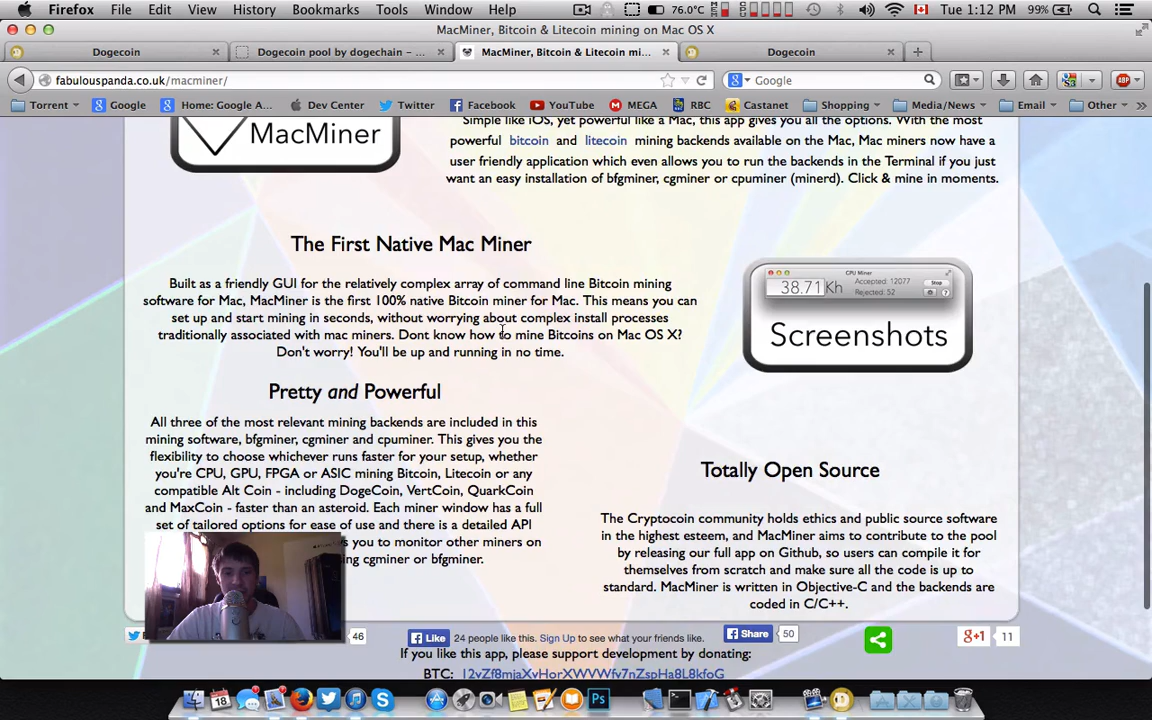 Firefox File Edit View History Bookmarks Tools Window Help 76.0°C Tue 1:12 PM 99%
MacMiner, Bitcoin & Litecoin mining on Mac OS X
Dogecoin Dogecoin pool by dogechain – ... MacMiner, Bitcoin & Litecoin mi... Dogecoin
fabulouspanda.co.uk/macminer/ Google
Torrent Google Home: Google A... Dev Center Twitter Facebook YouTube MEGA RBC Castanet Shopping Media/News Email Other
MacMiner
Simple like iOS, yet powerful like a Mac, this app gives you all the options. With the most
powerful bitcoin and litecoin mining backends available on the Mac, Mac miners now have a
user friendly application which even allows you to run the backends in the Terminal if you just
want an easy installation of bfgminer, cgminer or cpuminer (minerd). Click & mine in moments.
The First Native Mac Miner
Built as a friendly GUI for the relatively complex array of command line Bitcoin mining
software for Mac, MacMiner is the first 100% native Bitcoin miner for Mac. This means you can
set up and start mining in seconds, without worrying about complex install processes
traditionally associated with mac miners. Dont know how to mine Bitcoins on Mac OS X?
Don't worry! You'll be up and running in no time.
CPU Miner
38.71Kh
Accepted: 12077
Rejected: 52
Stop
Screenshots
Pretty and Powerful
All three of the most relevant mining backends are included in this
mining software, bfgminer, cgminer and cpuminer. This gives you the
flexibility to choose whichever runs faster for your setup, whether
you're CPU, GPU, FPGA or ASIC mining Bitcoin, Litecoin or any
compatible Alt Coin - including DogeCoin, VertCoin, QuarkCoin
and MaxCoin - faster than an asteroid. Each miner window has a full
set of tailored options for ease of use and there is a detailed API
you to monitor other miners on
cgminer or bfgminer.
Totally Open Source
The Cryptocoin community holds ethics and public source software
in the highest esteem, and MacMiner aims to contribute to the pool
by releasing our full app on Github, so users can compile it for
themselves from scratch and make sure all the code is up to
standard. MacMiner is written in Objective-C and the backends are
coded in C/C++.
46 Like 24 people like this. Sign Up to see what your friends like. Share 50 +1 11
If you like this app, please support development by donating:
BTC: 12vZf8mjaXvHorXWVWfv7nZspHa8L8kfoG
18